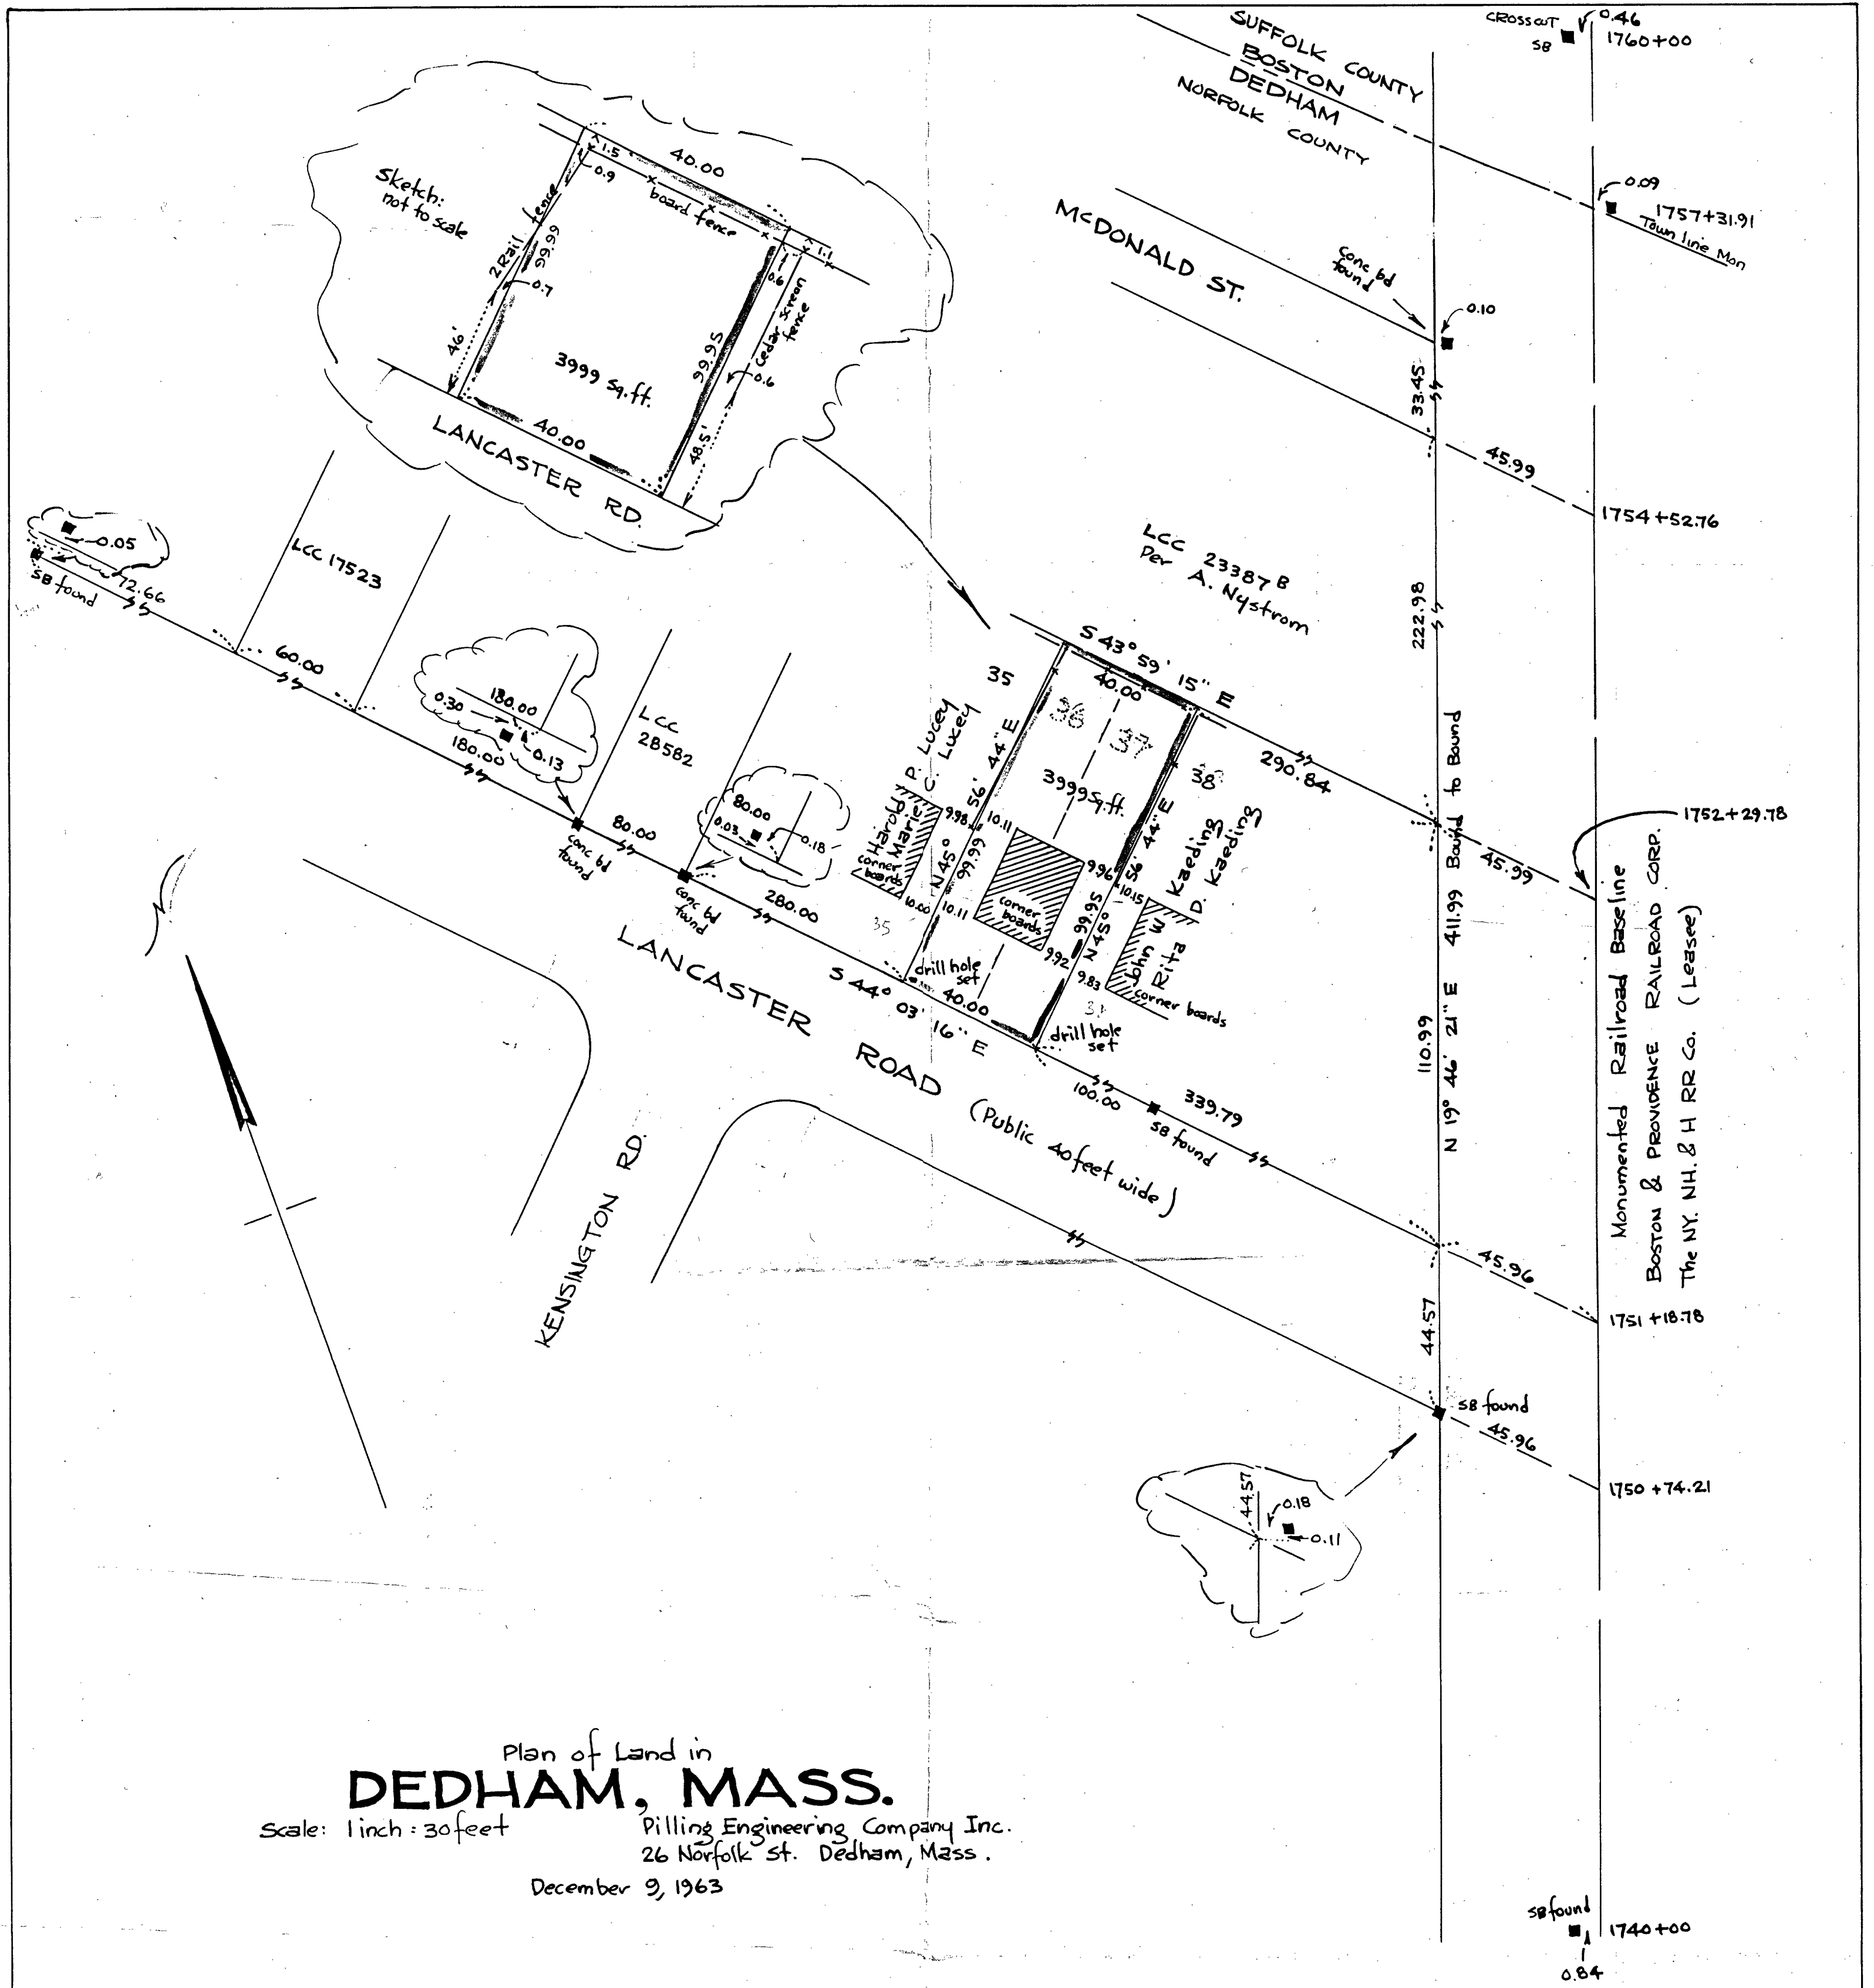 CROSSCUT
SB
0.46
1760+00
SUFFOLK COUNTY
BOSTON
DEDHAM
NORFOLK COUNTY
0.09
1757+31.91
Town line Mon
McDONALD ST.
Conc bd
found
0.10
33.45
45.99
1754+52.76
222.98
Sketch:
not to scale
1.5
40.00
0.9
board fence
1.1
2 Rail fence
99.99
0.7
46'
0.6
99.95
cedar screan
fence
0.6
3999 sq.ft.
48.5'
40.00
LANCASTER RD.
0.05
SB found
72.66
LCC 17523
60.00
180.00
0.30
0.13
180.00
LCC
28582
80.00
0.03
0.18
80.00
conc bd
found
conc bd
found
280.00
LCC 23387 B
Per A. Nystrom
S 43° 59' 15" E
40.00
35
36
37
38
290.84
Harold P. Lucey
Marie C. Lucey
corner
boards
9.98
10.00
N 45° 56' 44" E
99.99
10.11
10.11
3999 sq.ft.
corner
boards
9.96
9.92
N 45° 56' 44" E
99.95
10.15
9.83
John W Kaeding
Rita D. Kaeding
corner boards
35
drill hole
set
40.00
drill hole
set
S 44° 03' 16" E
LANCASTER ROAD (Public 40 feet wide)
100.00
339.79
SB found
KENSINGTON RD.
110.99
N 19° 46' 21" E 411.99 Bound to Bound
45.99
1752+29.78
Monumented Railroad Baseline
BOSTON & PROVIDENCE RAILROAD CORP.
The NY. NH. & H RR Co. (Leasee)
45.96
1751+18.78
44.57
SB found
45.96
1750+74.21
44.57
0.18
0.11
Plan of Land in
DEDHAM, MASS.
Scale: 1 inch = 30 feet
Pilling Engineering Company Inc.
26 Norfolk St. Dedham, Mass.
December 9, 1963
SB found
1740+00
0.84